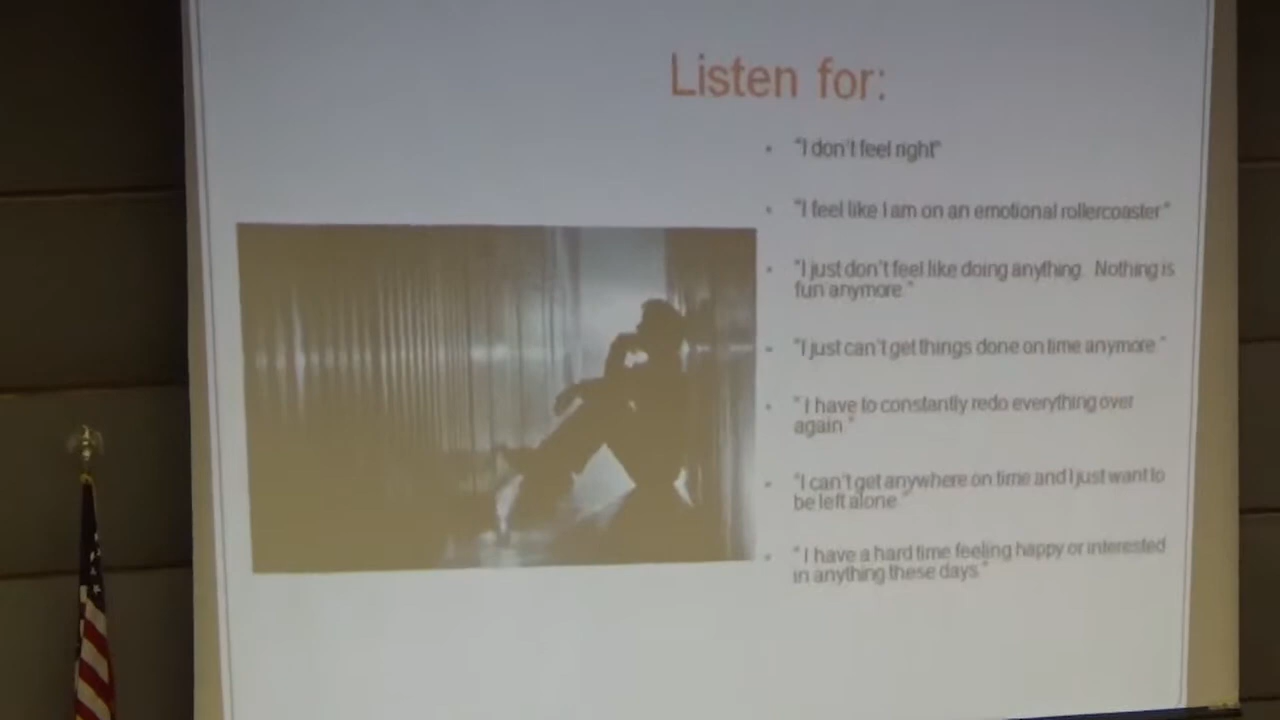 Listen for:
• "I don't feel right"
• "I feel like I am on an emotional rollercoaster"
• "I just don't feel like doing anything. Nothing is
fun anymore."
• "I just can't get things done on time anymore."
• "I have to constantly redo everything over
again."
• "I can't get anywhere on time and I just want to
be left alone."
• "I have a hard time feeling happy or interested
in anything these days."